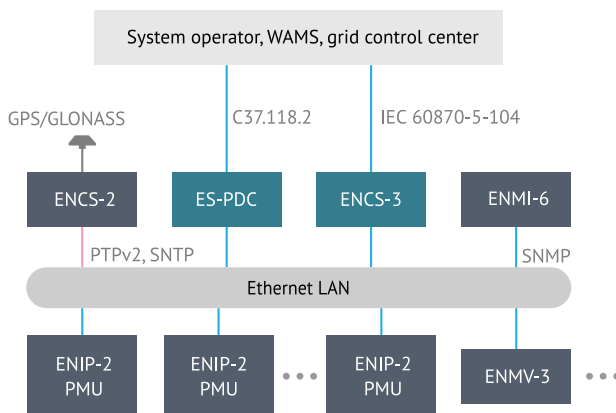 System operator, WAMS, grid control center
GPS/GLONASS
C37.118.2
IEC 60870-5-104
ENCS-2
ES-PDC
ENCS-3
ENMI-6
PTPv2, SNTP
SNMP
Ethernet LAN
ENIP-2
PMU
ENIP-2
PMU
ENIP-2
PMU
ENMV-3